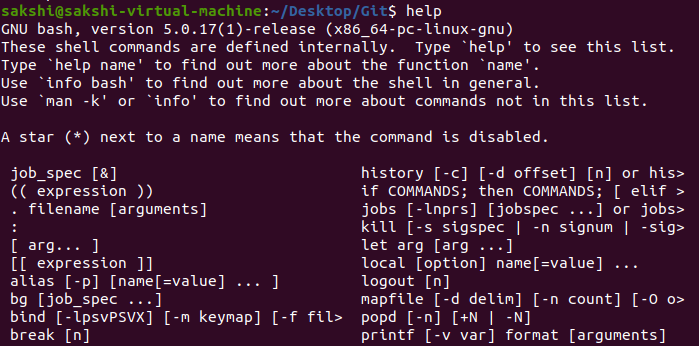 sakshi@sakshi-virtual-machine:~/Desktop/Git$ help
GNU bash, version 5.0.17(1)-release (x86_64-pc-linux-gnu)
These shell commands are defined internally.  Type `help' to see this list.
Type `help name' to find out more about the function `name'.
Use `info bash' to find out more about the shell in general.
Use `man -k' or `info' to find out more about commands not in this list.

A star (*) next to a name means that the command is disabled.

 job_spec [&]                            history [-c] [-d offset] [n] or his>
 (( expression ))                        if COMMANDS; then COMMANDS; [ elif >
 . filename [arguments]                  jobs [-lnprs] [jobspec ...] or jobs>
 :                                       kill [-s sigspec | -n signum | -sig>
 [ arg... ]                              let arg [arg ...]
 [[ expression ]]                        local [option] name[=value] ...
 alias [-p] [name[=value] ... ]          logout [n]
 bg [job_spec ...]                       mapfile [-d delim] [-n count] [-O o>
 bind [-lpsvPSVX] [-m keymap] [-f fil>   popd [-n] [+N | -N]
 break [n]                               printf [-v var] format [arguments]